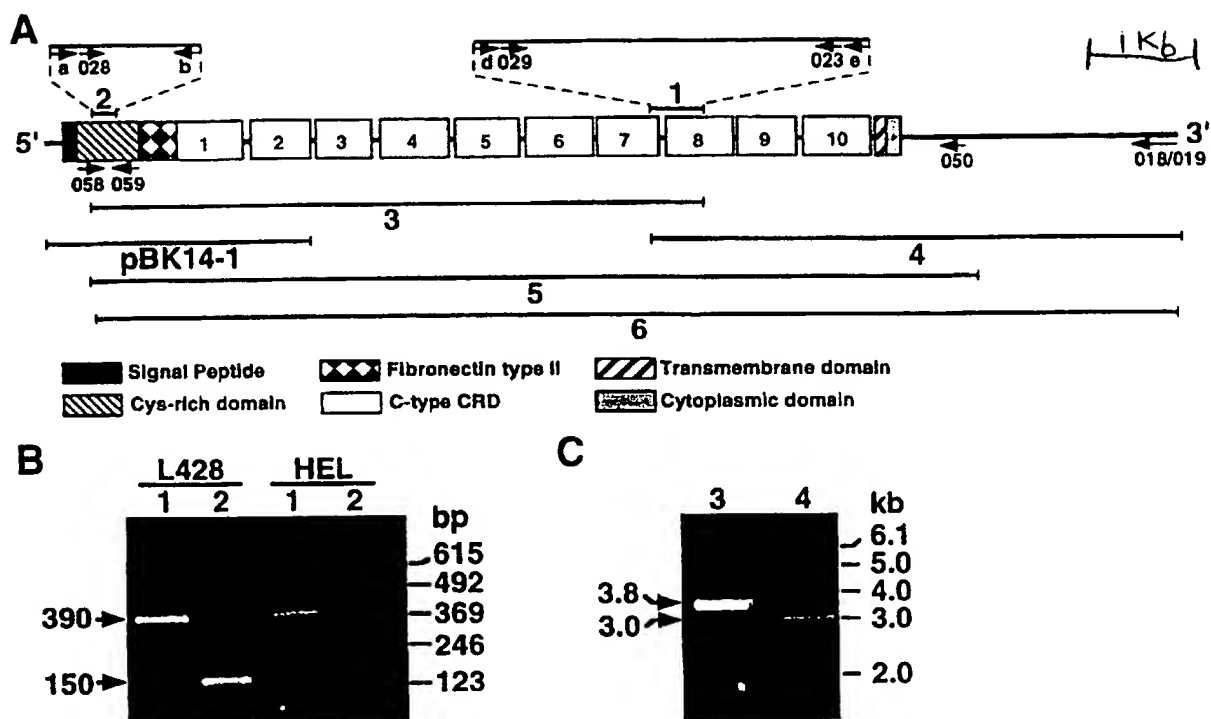 A
1 Kb
a 028 b
d 029 023 e
2
1
5' 1 2 3 4 5 6 7 8 9 10 3'
058 059
050
018/019
3
pBK14-1
4
5
6
Signal Peptide
Fibronectin type II
Transmembrane domain
Cys-rich domain
C-type CRD
Cytoplasmic domain
B
L428 HEL
1 2 1 2
bp
615
492
390 369
246
150 123
C
3 4 kb
6.1
5.0
3.8 4.0
3.0 3.0
2.0